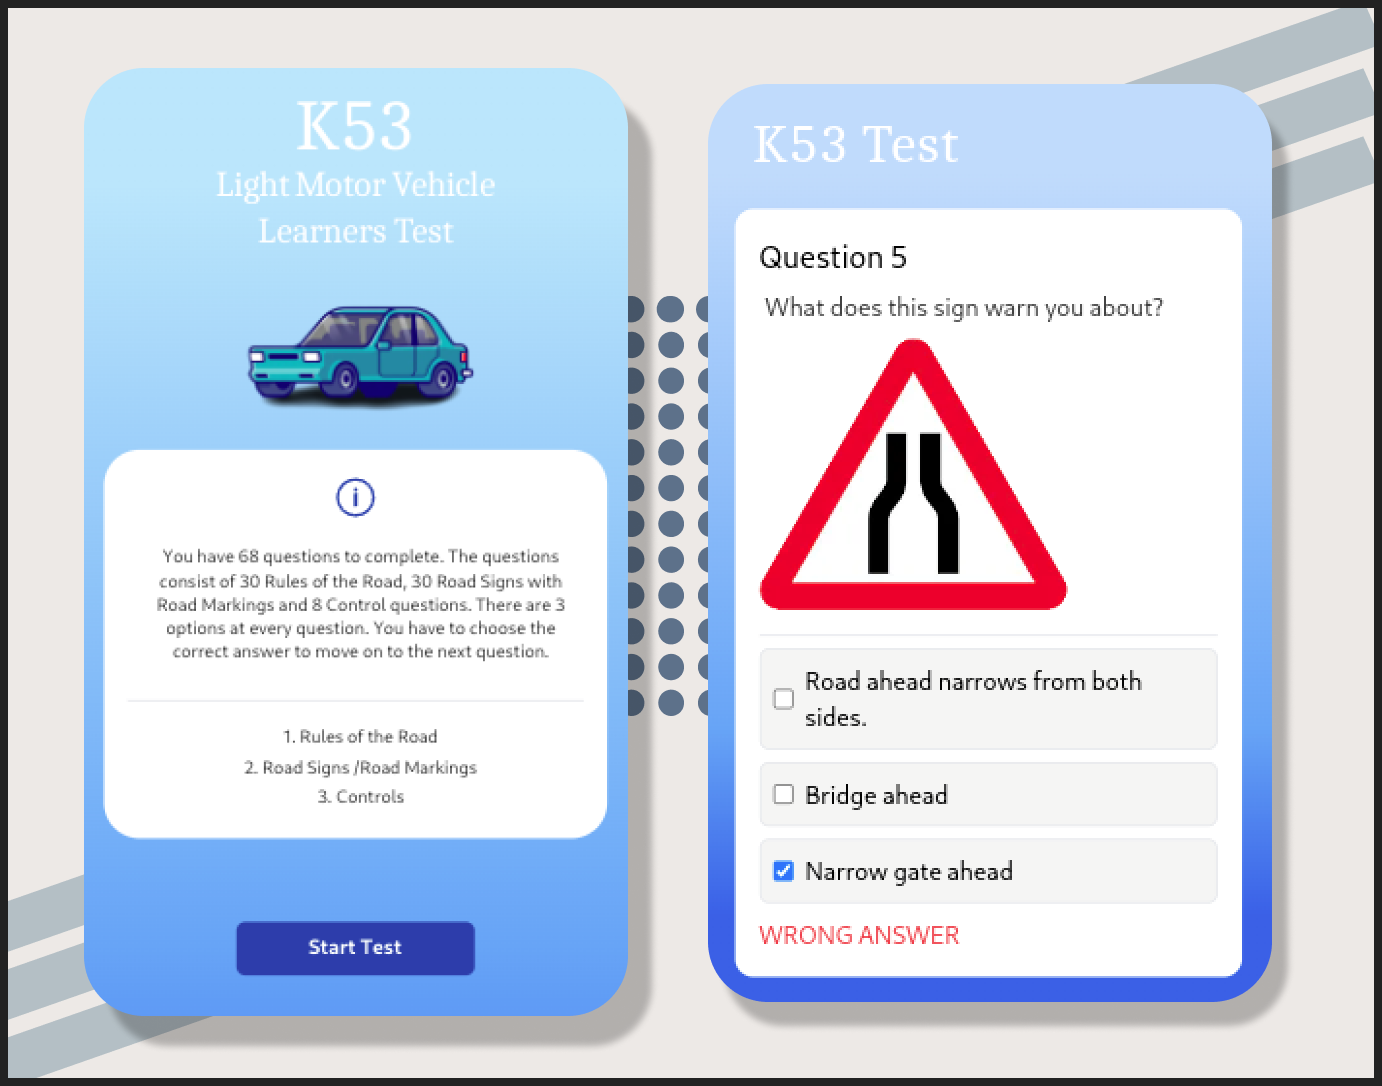 K53
Light Motor Vehicle
Learners Test
i
You have 68 questions to complete. The questions
consist of 30 Rules of the Road, 30 Road Signs with
Road Markings and 8 Control questions. There are 3
options at every question. You have to choose the
correct answer to move on to the next question.
1. Rules of the Road
2. Road Signs /Road Markings
3. Controls
Start Test
K53 Test
Question 5
What does this sign warn you about?
Road ahead narrows from both
sides.
Bridge ahead
Narrow gate ahead
WRONG ANSWER